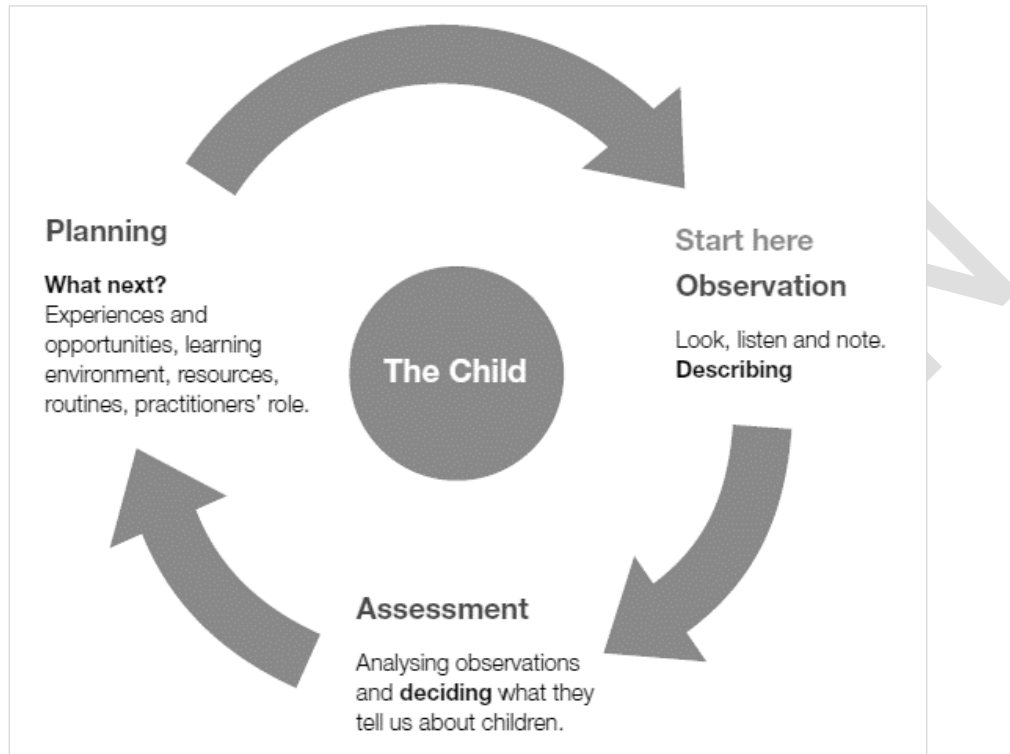 Planning
What next?
Experiences and
opportunities, learning
environment, resources,
routines, practitioners' role.
The Child
Start here
Observation
Look, listen and note.
Describing
Assessment
Analysing observations
and deciding what they
tell us about children.